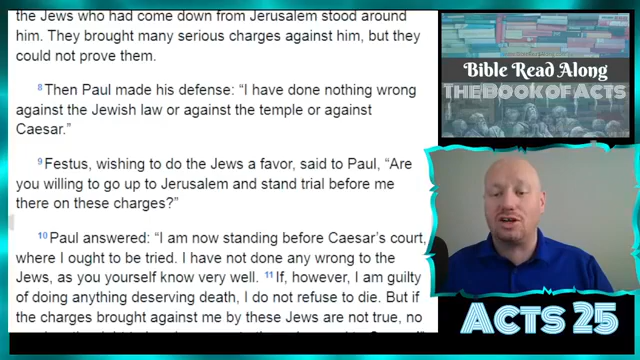 the Jews who had come down from Jerusalem stood around
him. They brought many serious charges against him, but they
could not prove them.
8 Then Paul made his defense: “I have done nothing wrong
against the Jewish law or against the temple or against
Caesar.”
9 Festus, wishing to do the Jews a favor, said to Paul, “Are
you willing to go up to Jerusalem and stand trial before me
there on these charges?”
10 Paul answered: “I am now standing before Caesar’s court,
where I ought to be tried. I have not done any wrong to the
Jews, as you yourself know very well. 11 If, however, I am guilty
of doing anything deserving death, I do not refuse to die. But if
the charges brought against me by these Jews are not true, no
Bible Read Along
The Book of Acts
Acts 25